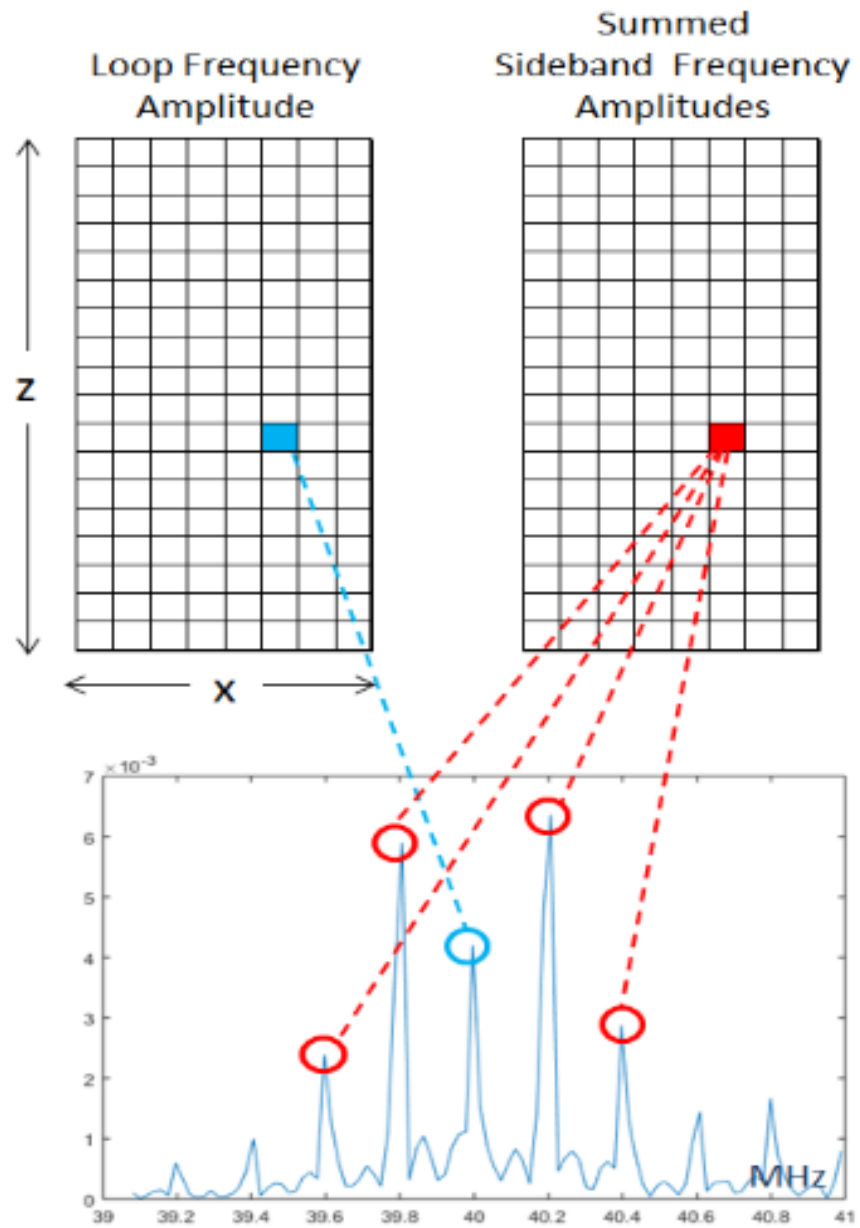 Loop Frequency
Amplitude
Summed
Sideband Frequency
Amplitudes
Z
X
×10⁻³
7
6
5
4
3
2
1
0
MHz
39 39.2 39.4 39.6 39.8 40 40.2 40.4 40.6 40.8 41